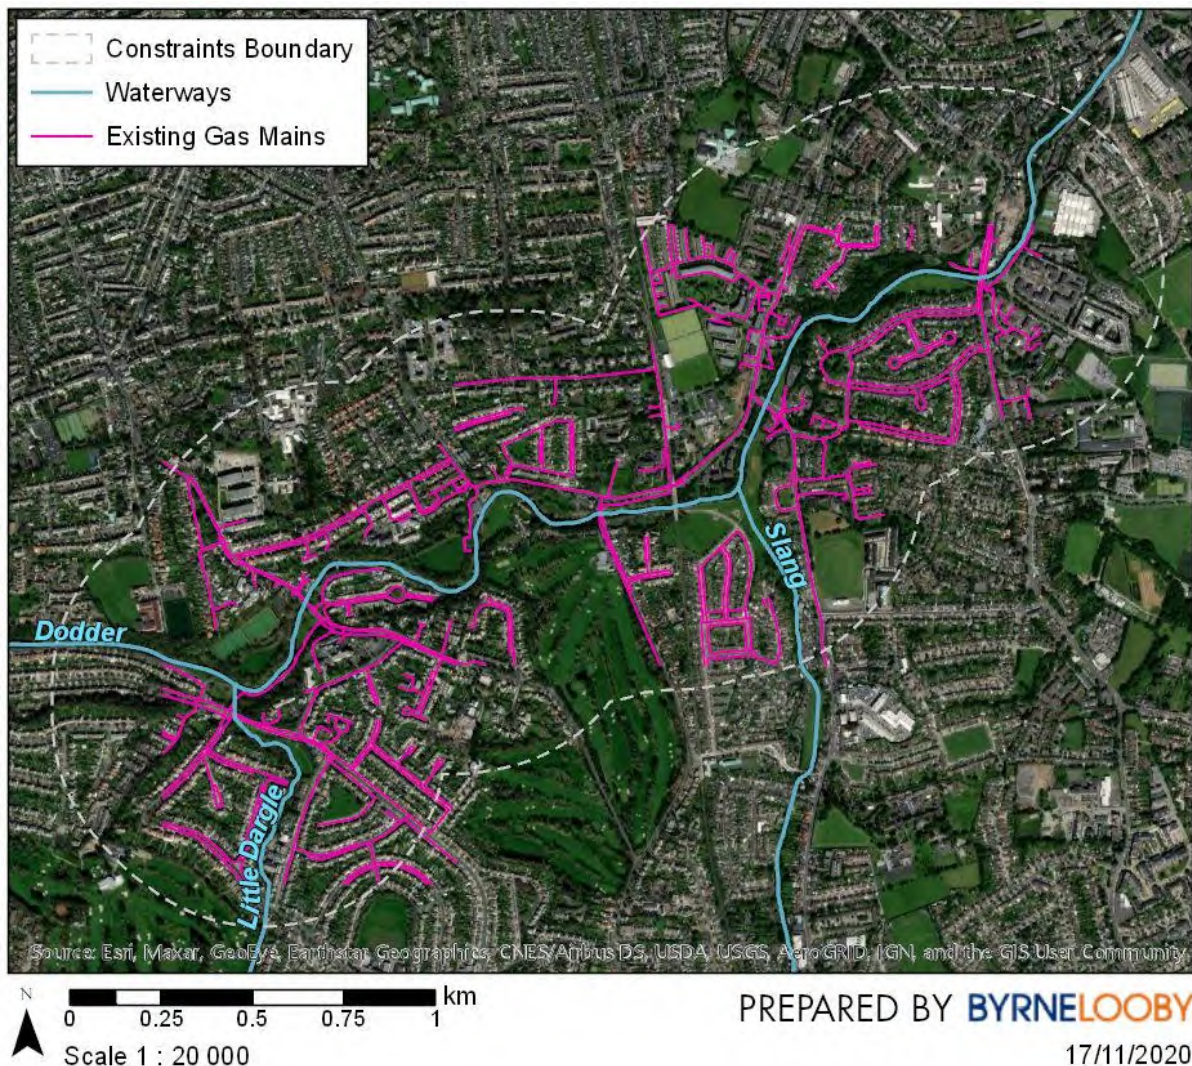 Constraints Boundary
Waterways
Existing Gas Mains
Dodder
Slang
Little Dargle
Source: Esri, Maxar, GeoEye, Earthstar Geographics, CNES/Airbus DS, USDA, USGS, AeroGRID, IGN, and the GIS User Community
N
km
0 0.25 0.5 0.75 1
Scale 1 : 20 000
PREPARED BY BYRNELOOBY
17/11/2020